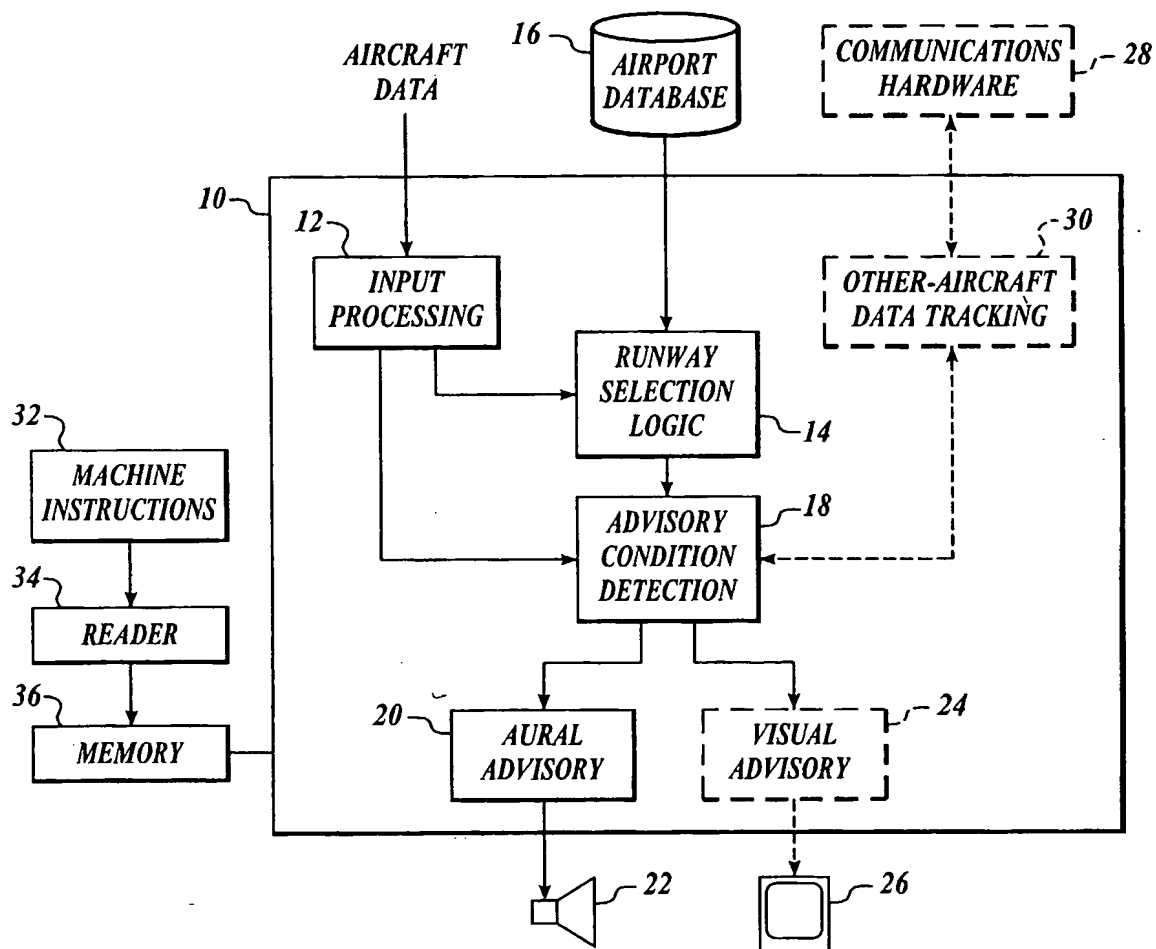 16
AIRCRAFT
DATA
AIRPORT
DATABASE
COMMUNICATIONS
HARDWARE
28
10
12
INPUT
PROCESSING
30
OTHER-AIRCRAFT
DATA TRACKING
RUNWAY
SELECTION
LOGIC
14
32
MACHINE
INSTRUCTIONS
18
ADVISORY
CONDITION
DETECTION
34
READER
36
MEMORY
20
AURAL
ADVISORY
24
VISUAL
ADVISORY
22
26